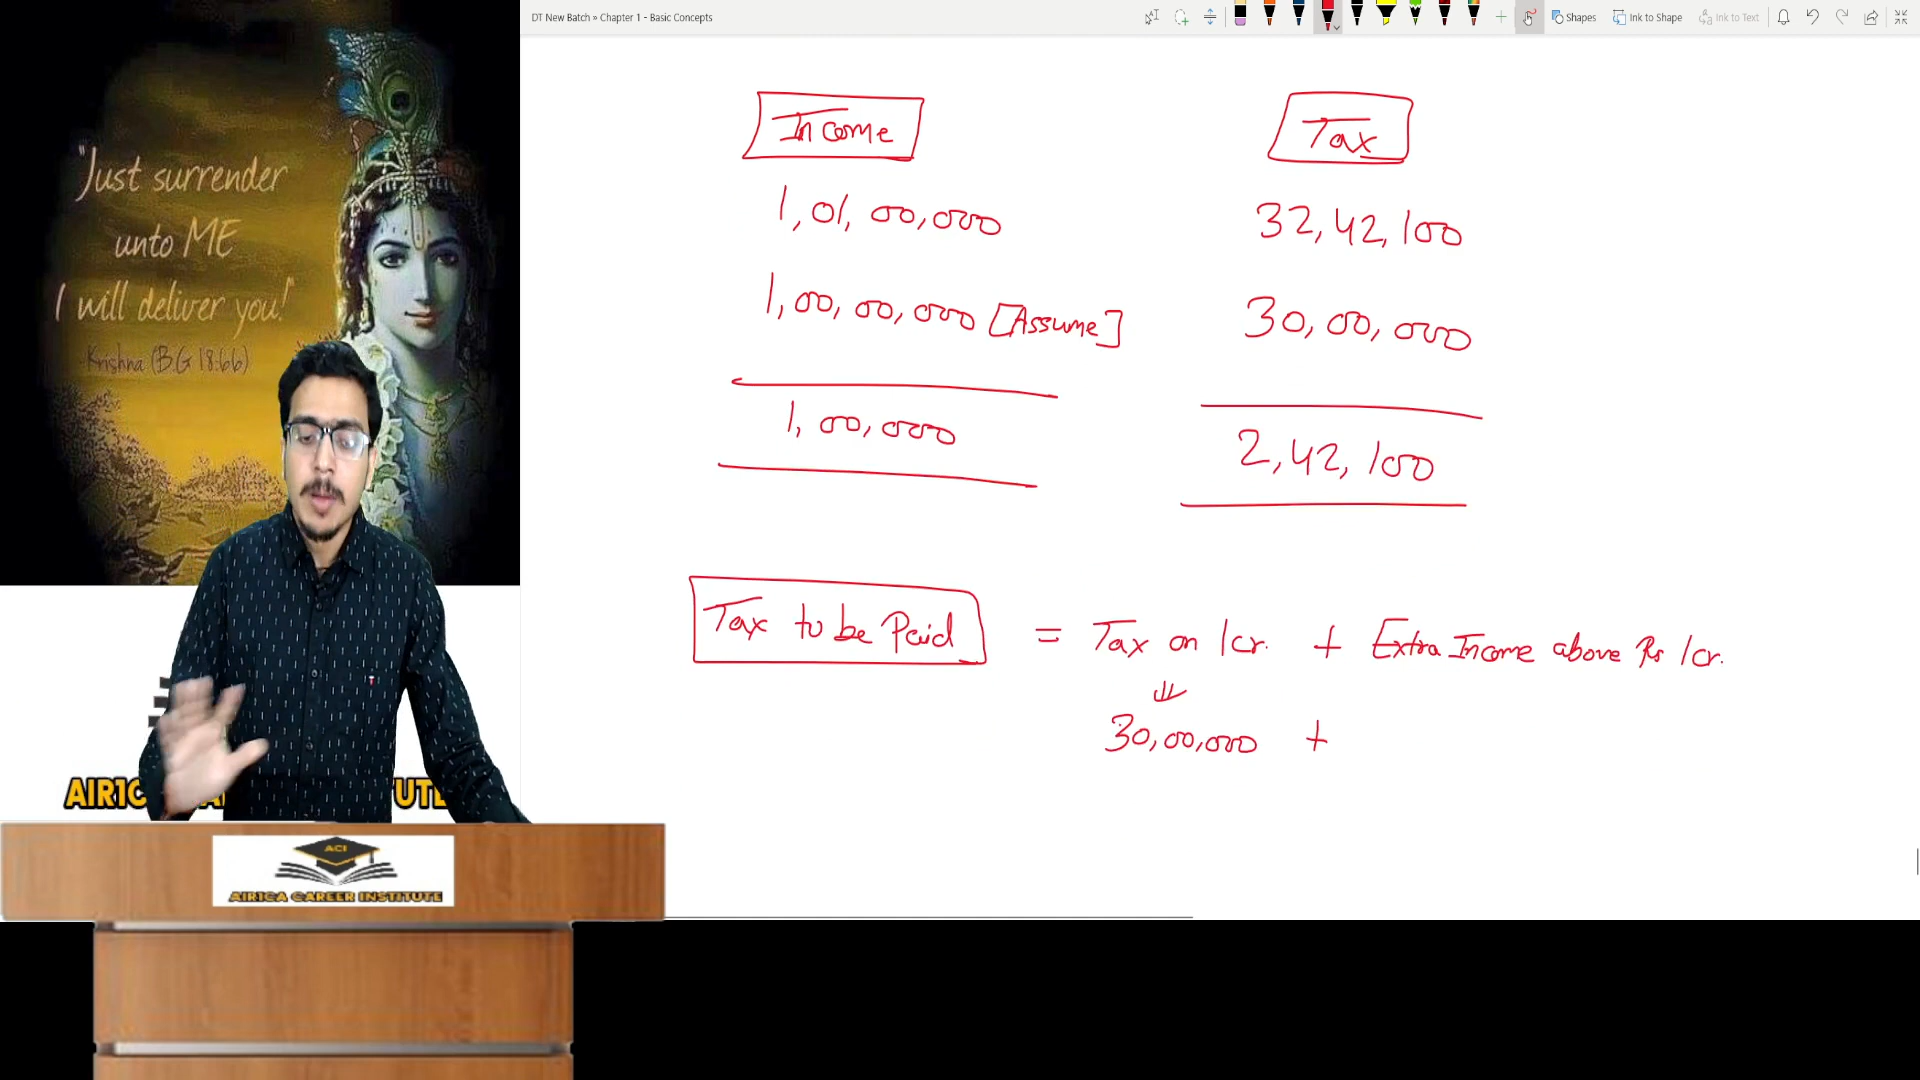 DT New Batch » Chapter 1 - Basic Concepts
Shapes
Ink to Shape
Ink to Text
"Just surrender
unto ME
I will deliver you!"
Krishna (B.G 18:66)
Income Tax
1,01,00,000 32,42,100
1,00,00,000 [Assume] 30,00,000
1,00,000 2,42,100
Tax to be Paid = Tax on 1cr. + Extra Income above Rs 1cr.
30,00,000 +
ACI
AIR1CA CAREER INSTITUTE